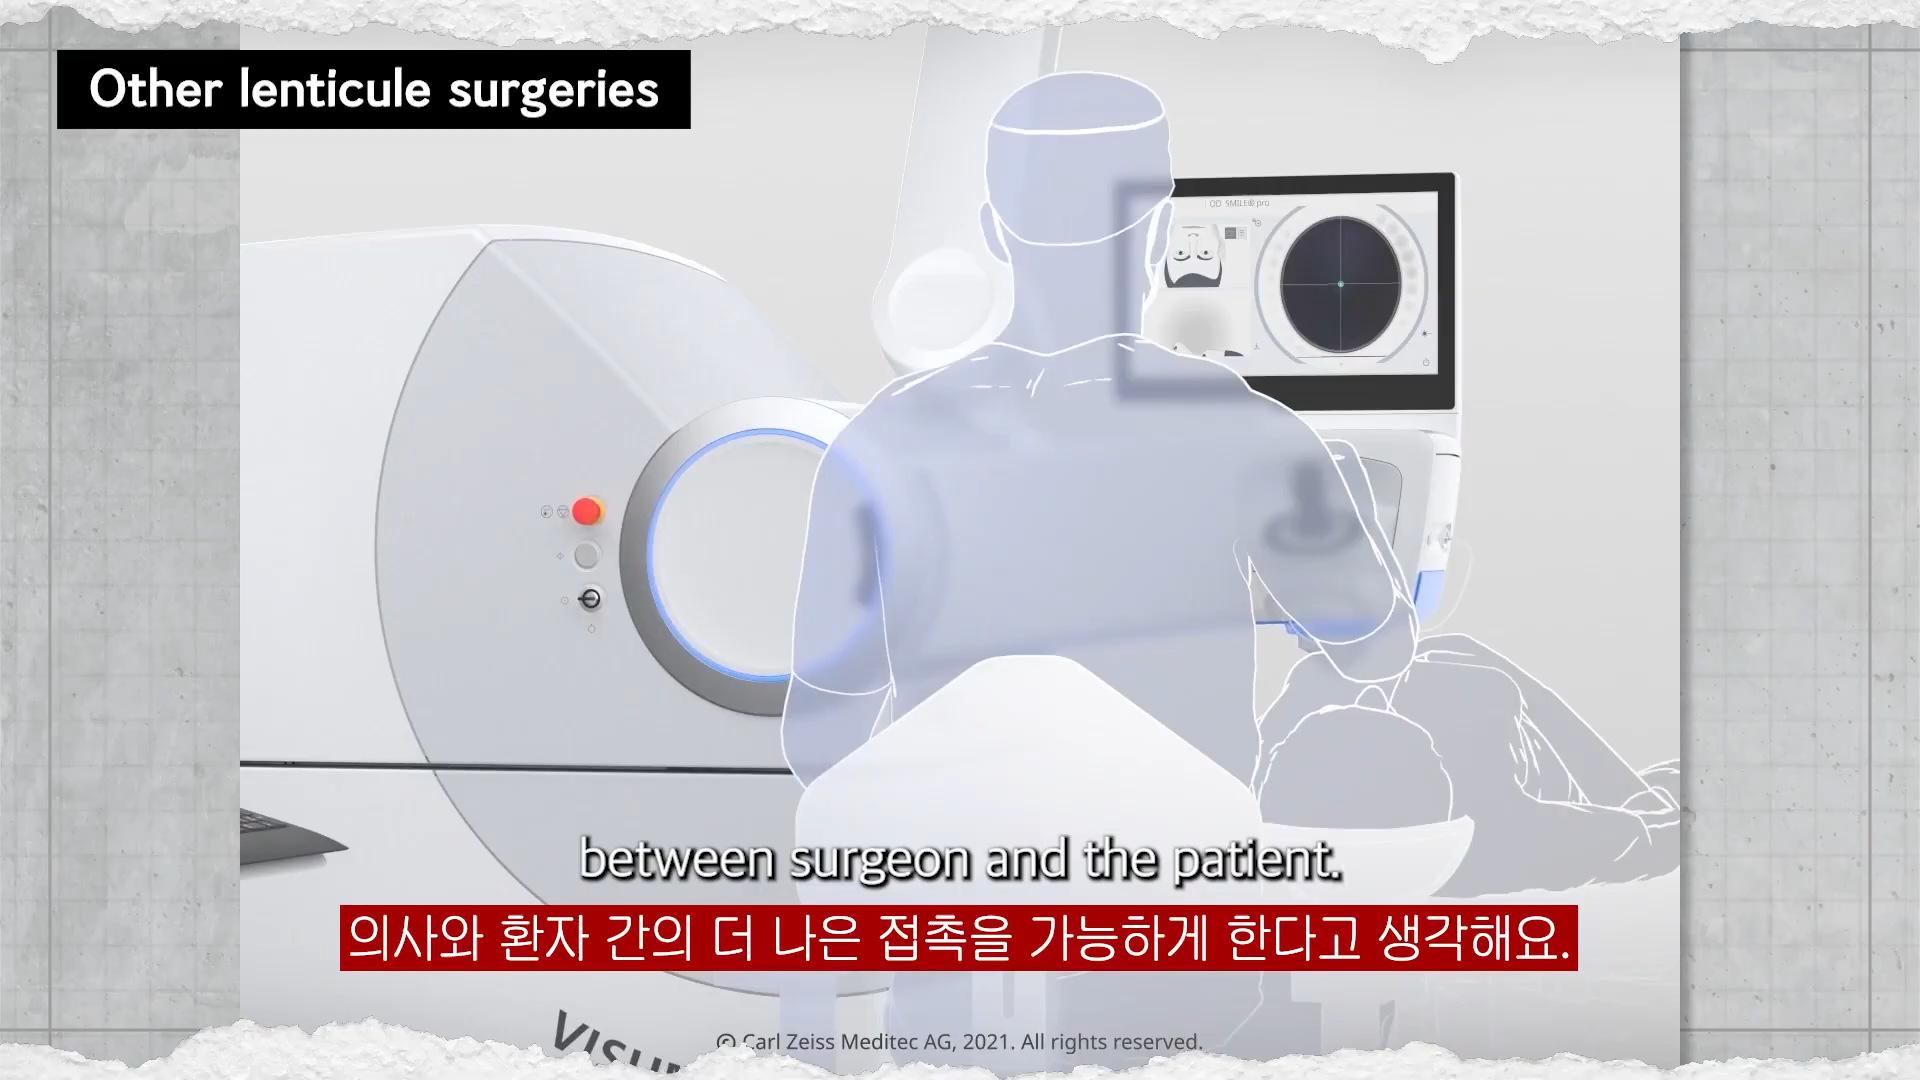 Other lenticule surgeries
OD SMILE® pro
between surgeon and the patient.
의사와 환자 간의 더 나은 접촉을 가능하게 한다고 생각해요.
© Carl Zeiss Meditec AG, 2021. All rights reserved.